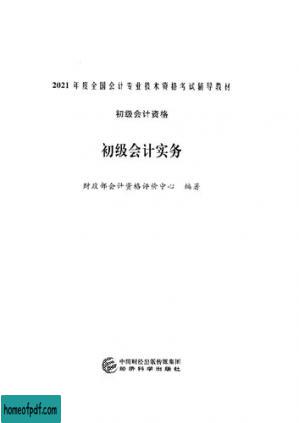 2021年度全国会计专业技术资格考试辅导教材
初级会计资格
初级会计实务
财政部会计资格评价中心 编著
中国财经出版传媒集团
经济科学出版社
homeofpdf.com